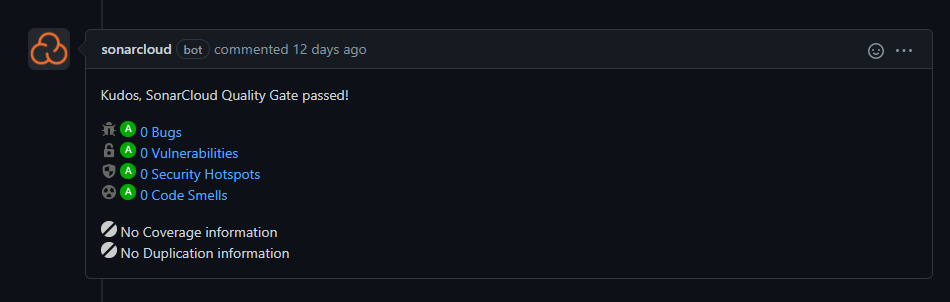 sonarcloud bot commented 12 days ago
Kudos, SonarCloud Quality Gate passed!
A 0 Bugs
A 0 Vulnerabilities
A 0 Security Hotspots
A 0 Code Smells
No Coverage information
No Duplication information